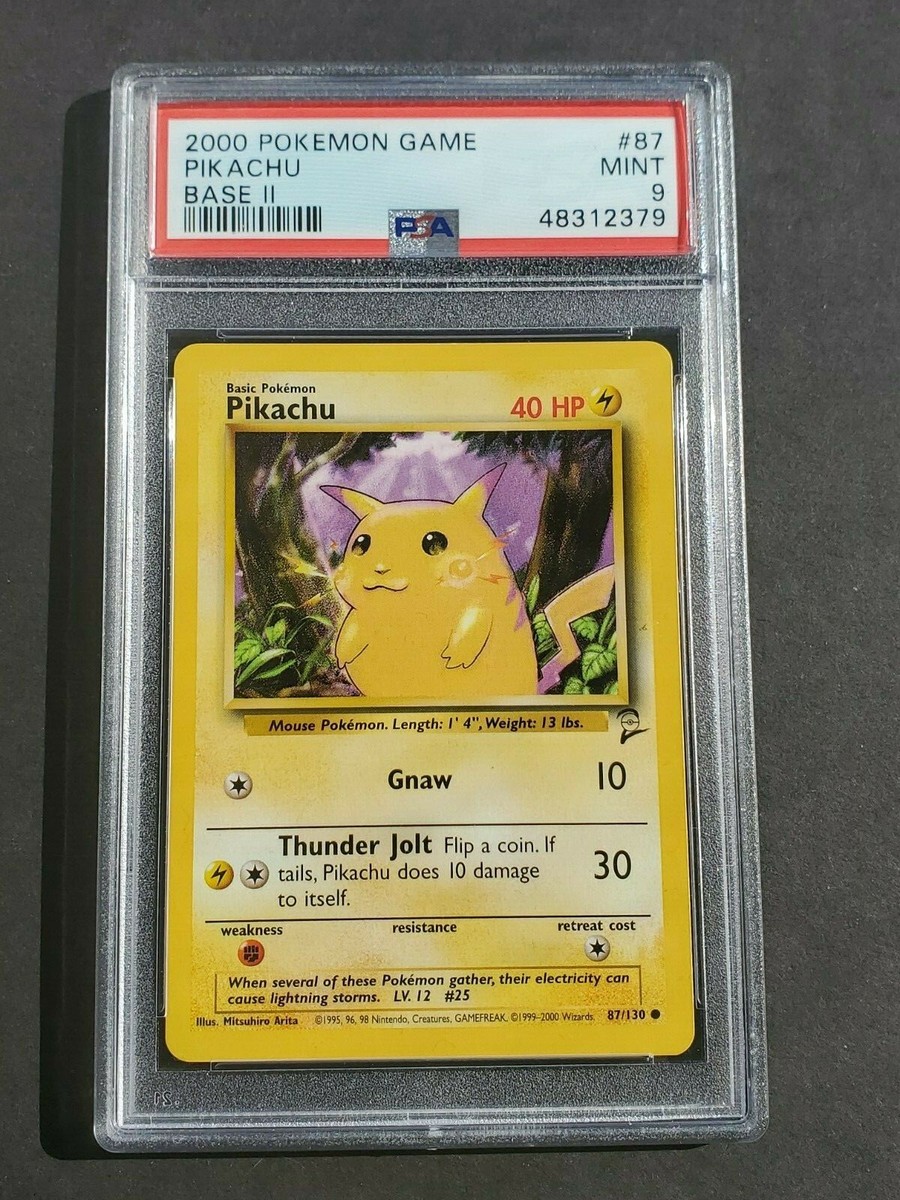 2000 POKEMON GAME #87
PIKACHU MINT
BASE II 9
48312379
PSA
Basic Pokémon
Pikachu 40 HP
Mouse Pokémon. Length: 1' 4", Weight: 13 lbs.
Gnaw 10
Thunder Jolt Flip a coin. If
tails, Pikachu does 10 damage
to itself.
30
weakness resistance retreat cost
When several of these Pokémon gather, their electricity can
cause lightning storms. LV. 12 #25
Illus. Mitsuhiro Arita ©1995, 96, 98 Nintendo, Creatures, GAMEFREAK. ©1999-2000 Wizards. 87/130